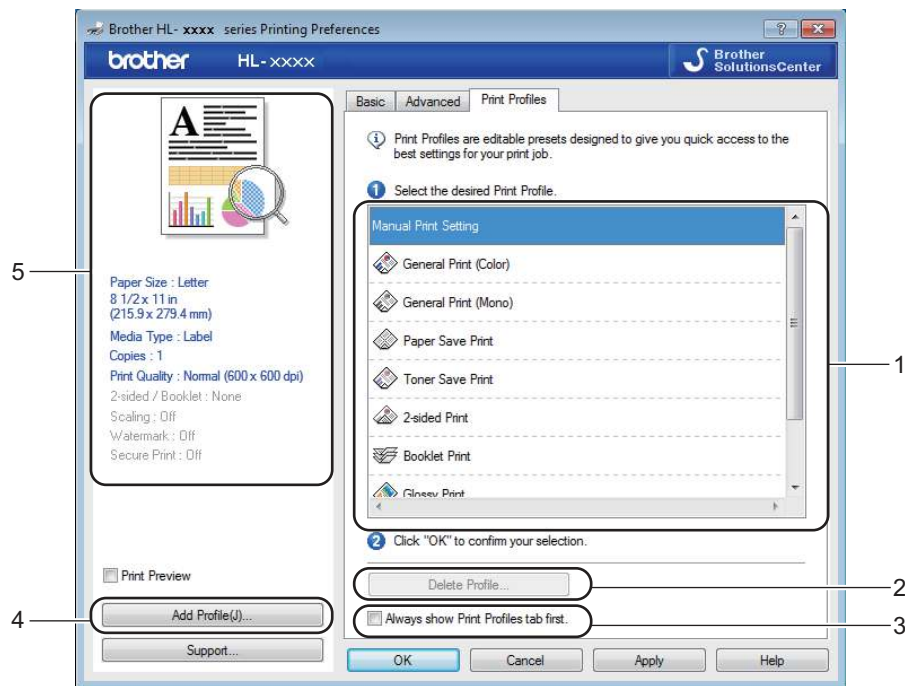 Brother HL- xxxx series Printing Preferences
brother HL-xxxx
Brother
SolutionsCenter
A
Paper Size : Letter
8 1/2 x 11 in
(215.9 x 279.4 mm)
Media Type : Label
Copies : 1
Print Quality : Normal (600 x 600 dpi)
2-sided / Booklet : None
Scaling : Off
Watermark : Off
Secure Print : Off
Print Preview
Add Profile(J)...
Support...
Basic Advanced Print Profiles
Print Profiles are editable presets designed to give you quick access to the
best settings for your print job.
1 Select the desired Print Profile.
Manual Print Setting
General Print (Color)
General Print (Mono)
Paper Save Print
Toner Save Print
2-sided Print
Booklet Print
Glossy Print
2 Click "OK" to confirm your selection.
Delete Profile...
Always show Print Profiles tab first.
OK Cancel Apply Help
1
2
3
4
5